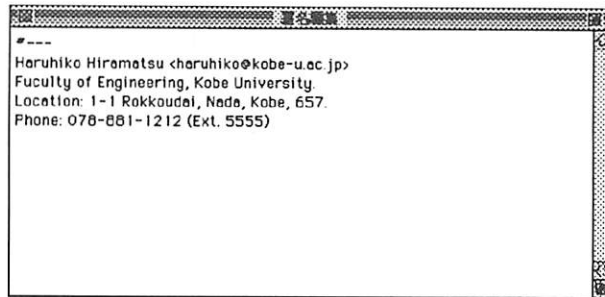 署名編集
#---
Haruhiko Hiramatsu <haruhiko@kobe-u.ac.jp>
Fuculty of Engineering, Kobe University.
Location: 1-1 Rokkoudai, Nada, Kobe, 657.
Phone: 078-881-1212 (Ext. 5555)